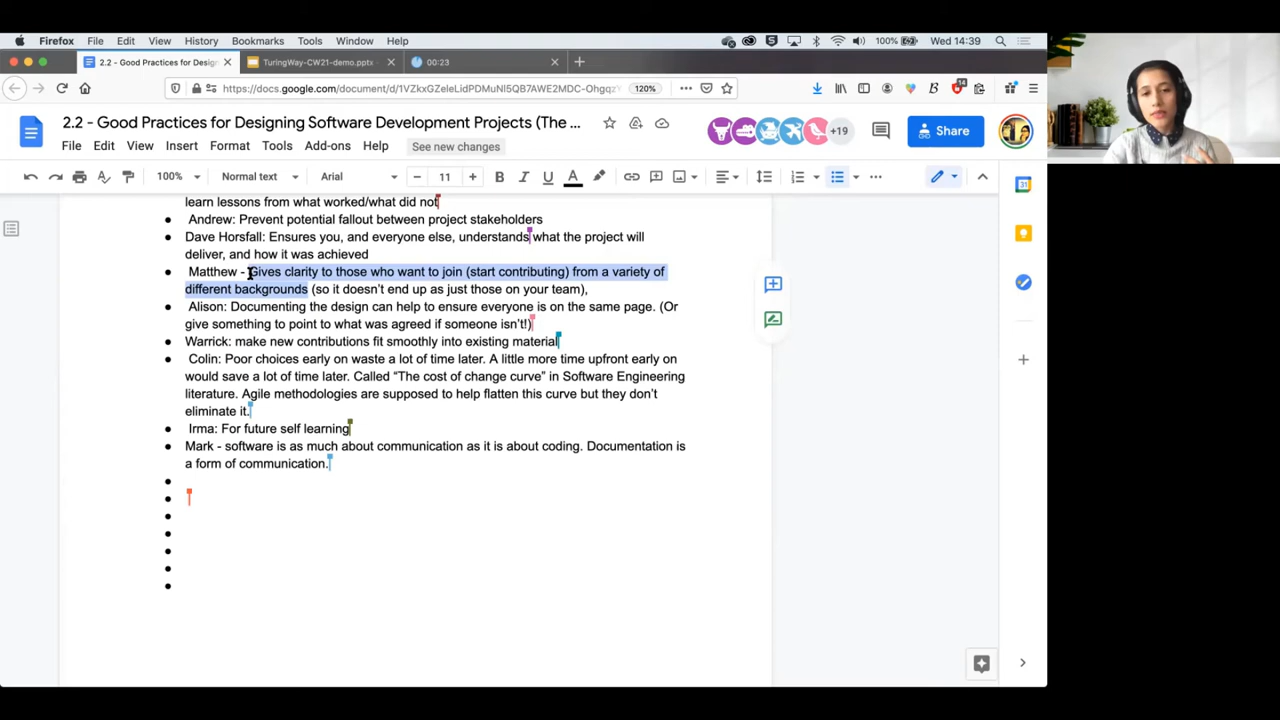 Firefox File Edit View History Bookmarks Tools Window Help 100% Wed 14:39
2.2 - Good Practices for Design TuringWay-CW21-demo.pptx 00:23
https://docs.google.com/document/d/1VZkxGZeleLidPDMuNI5QB7AWE2MDC-Ohgqz 120% 14
2.2 - Good Practices for Designing Software Development Projects (The ... +19 Share
File Edit View Insert Format Tools Add-ons Help See new changes
100% Normal text Arial 11 B I U A
learn lessons from what worked/what did not
Andrew: Prevent potential fallout between project stakeholders
Dave Horsfall: Ensures you, and everyone else, understands what the project will
deliver, and how it was achieved
Matthew - Gives clarity to those who want to join (start contributing) from a variety of
different backgrounds (so it doesn’t end up as just those on your team),
Alison: Documenting the design can help to ensure everyone is on the same page. (Or
give something to point to what was agreed if someone isn’t!)
Warrick: make new contributions fit smoothly into existing material
Colin: Poor choices early on waste a lot of time later. A little more time upfront early on
would save a lot of time later. Called “The cost of change curve” in Software Engineering
literature. Agile methodologies are supposed to help flatten this curve but they don’t
eliminate it.
Irma: For future self learning
Mark - software is as much about communication as it is about coding. Documentation is
a form of communication.